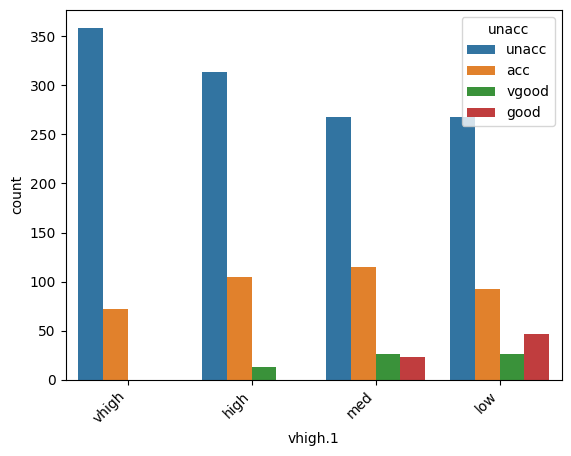 unacc
unacc
acc
vgood
good
350
300
250
200
150
100
50
0
count
vhigh
high
med
low
vhigh.1